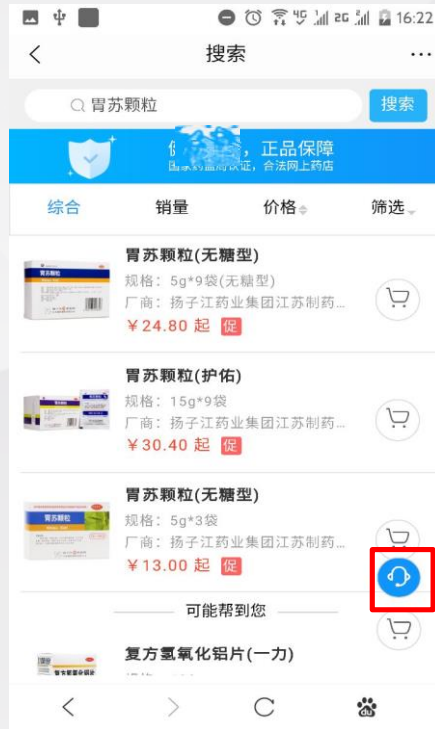 4G 2G 16:22
搜索
胃苏颗粒 搜索
，正品保障
证，合法网上药店
综合 销量 价格 筛选
胃苏颗粒(无糖型)
规格：5g*9袋(无糖型)
厂商：扬子江药业集团江苏制药...
￥24.80 起 促
胃苏颗粒(护佑)
规格：15g*9袋
厂商：扬子江药业集团江苏制药...
￥30.40 起 促
胃苏颗粒(无糖型)
规格：5g*3袋
厂商：扬子江药业集团江苏制药...
￥13.00 起 促
可能帮到您
复方氢氧化铝片(一力)
du